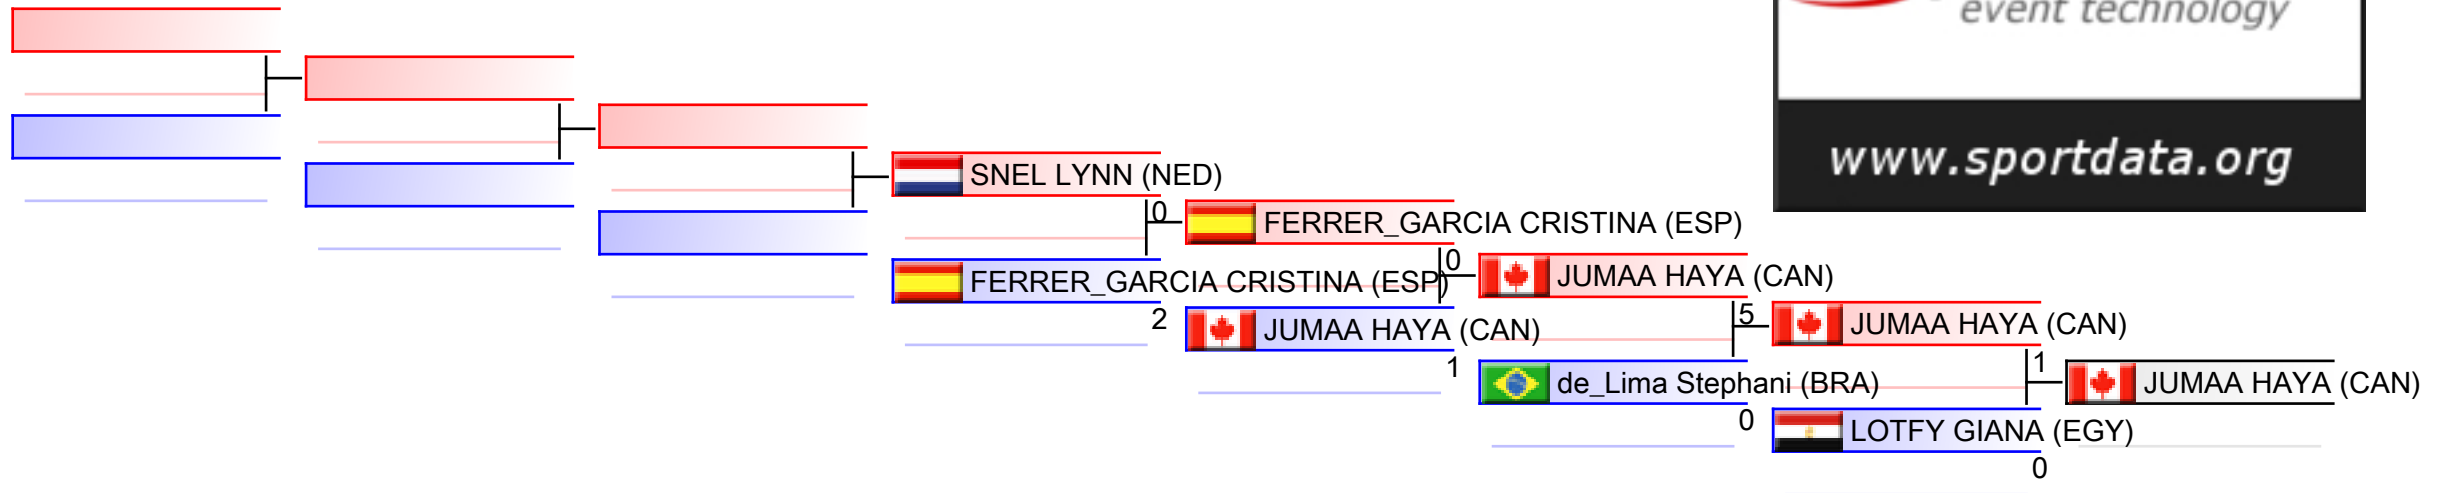 event technology
www.sportdata.org
SNEL LYNN (NED)
0
FERRER_GARCIA CRISTINA (ESP)
2
FERRER_GARCIA CRISTINA (ESP)
0
JUMAA HAYA (CAN)
1
JUMAA HAYA (CAN)
5
de_Lima Stephani (BRA)
0
JUMAA HAYA (CAN)
1
LOTFY GIANA (EGY)
0
JUMAA HAYA (CAN)